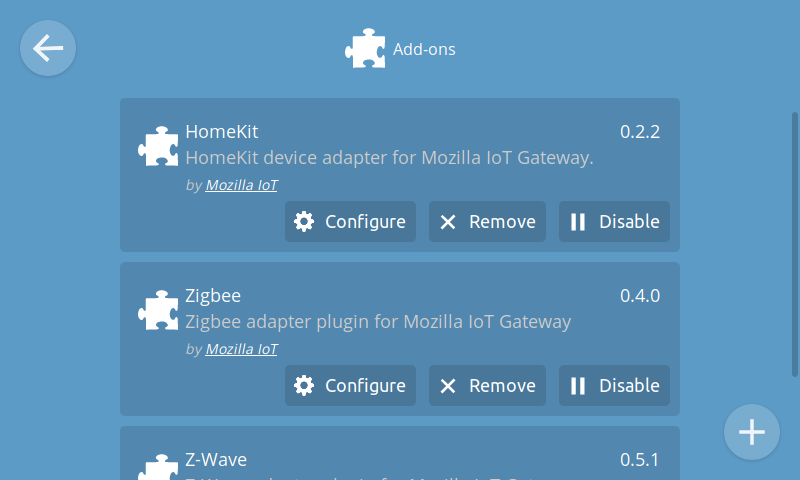 Add-ons
HomeKit 0.2.2
HomeKit device adapter for Mozilla IoT Gateway.
by Mozilla IoT
Configure Remove Disable
Zigbee 0.4.0
Zigbee adapter plugin for Mozilla IoT Gateway
by Mozilla IoT
Configure Remove Disable
Z-Wave 0.5.1